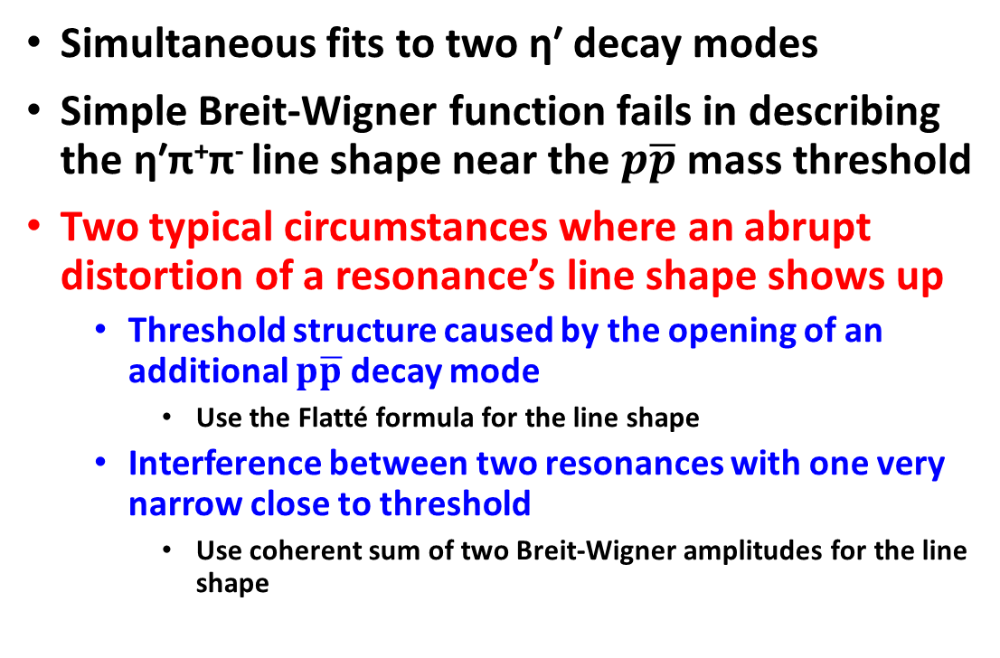 • Simultaneous fits to two η′ decay modes
• Simple Breit-Wigner function fails in describing
the η′π⁺π⁻ line shape near the pp̅ mass threshold
• Two typical circumstances where an abrupt
distortion of a resonance’s line shape shows up
• Threshold structure caused by the opening of an
additional pp̅ decay mode
• Use the Flatté formula for the line shape
• Interference between two resonances with one very
narrow close to threshold
• Use coherent sum of two Breit-Wigner amplitudes for the line
shape